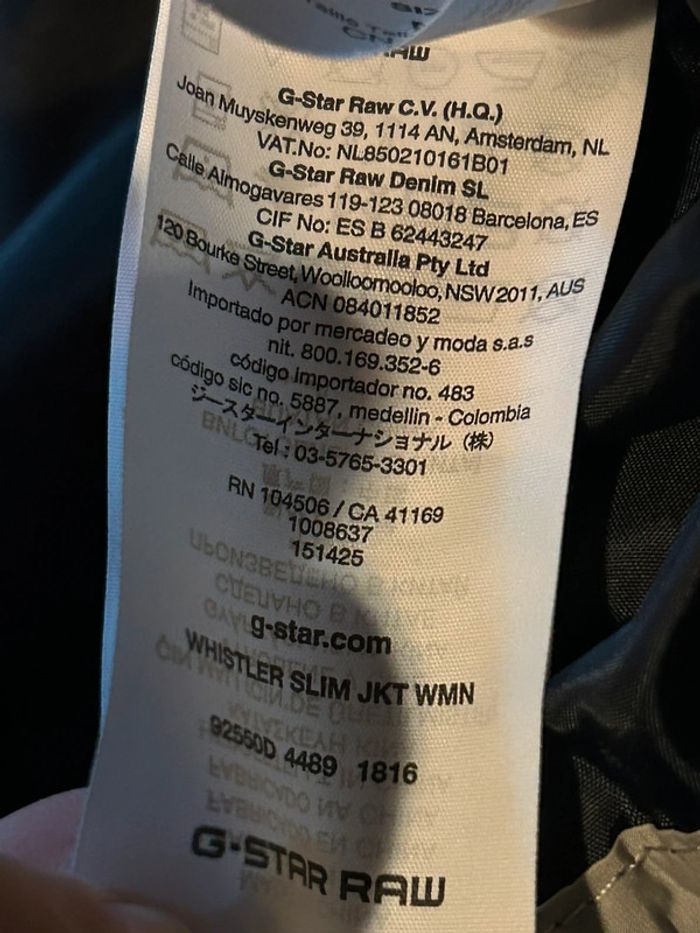 RAW
G-Star Raw C.V. (H.Q.)
Joan Muyskenweg 39, 1114 AN, Amsterdam, NL
VAT.No: NL850210161B01
G-Star Raw Denim SL
Calle Almogavares 119-123 08018 Barcelona, ES
CIF No: ES B 62443247
G-Star Australia Pty Ltd
120 Bourke Street, Woolloomooloo, NSW 2011, AUS
ACN 084011852
Importado por mercadeo y moda s.a.s
nit. 800.169.352-6
código importador no. 483
código sic no. 5887, medellin - Colombia
ジースターインターナショナル (株)
Tel : 03-5765-3301
RN 104506 / CA 41169
1008637
151425
g-star.com
WHISTLER SLIM JKT WMN
92550D 4489 1816
G-STAR RAW